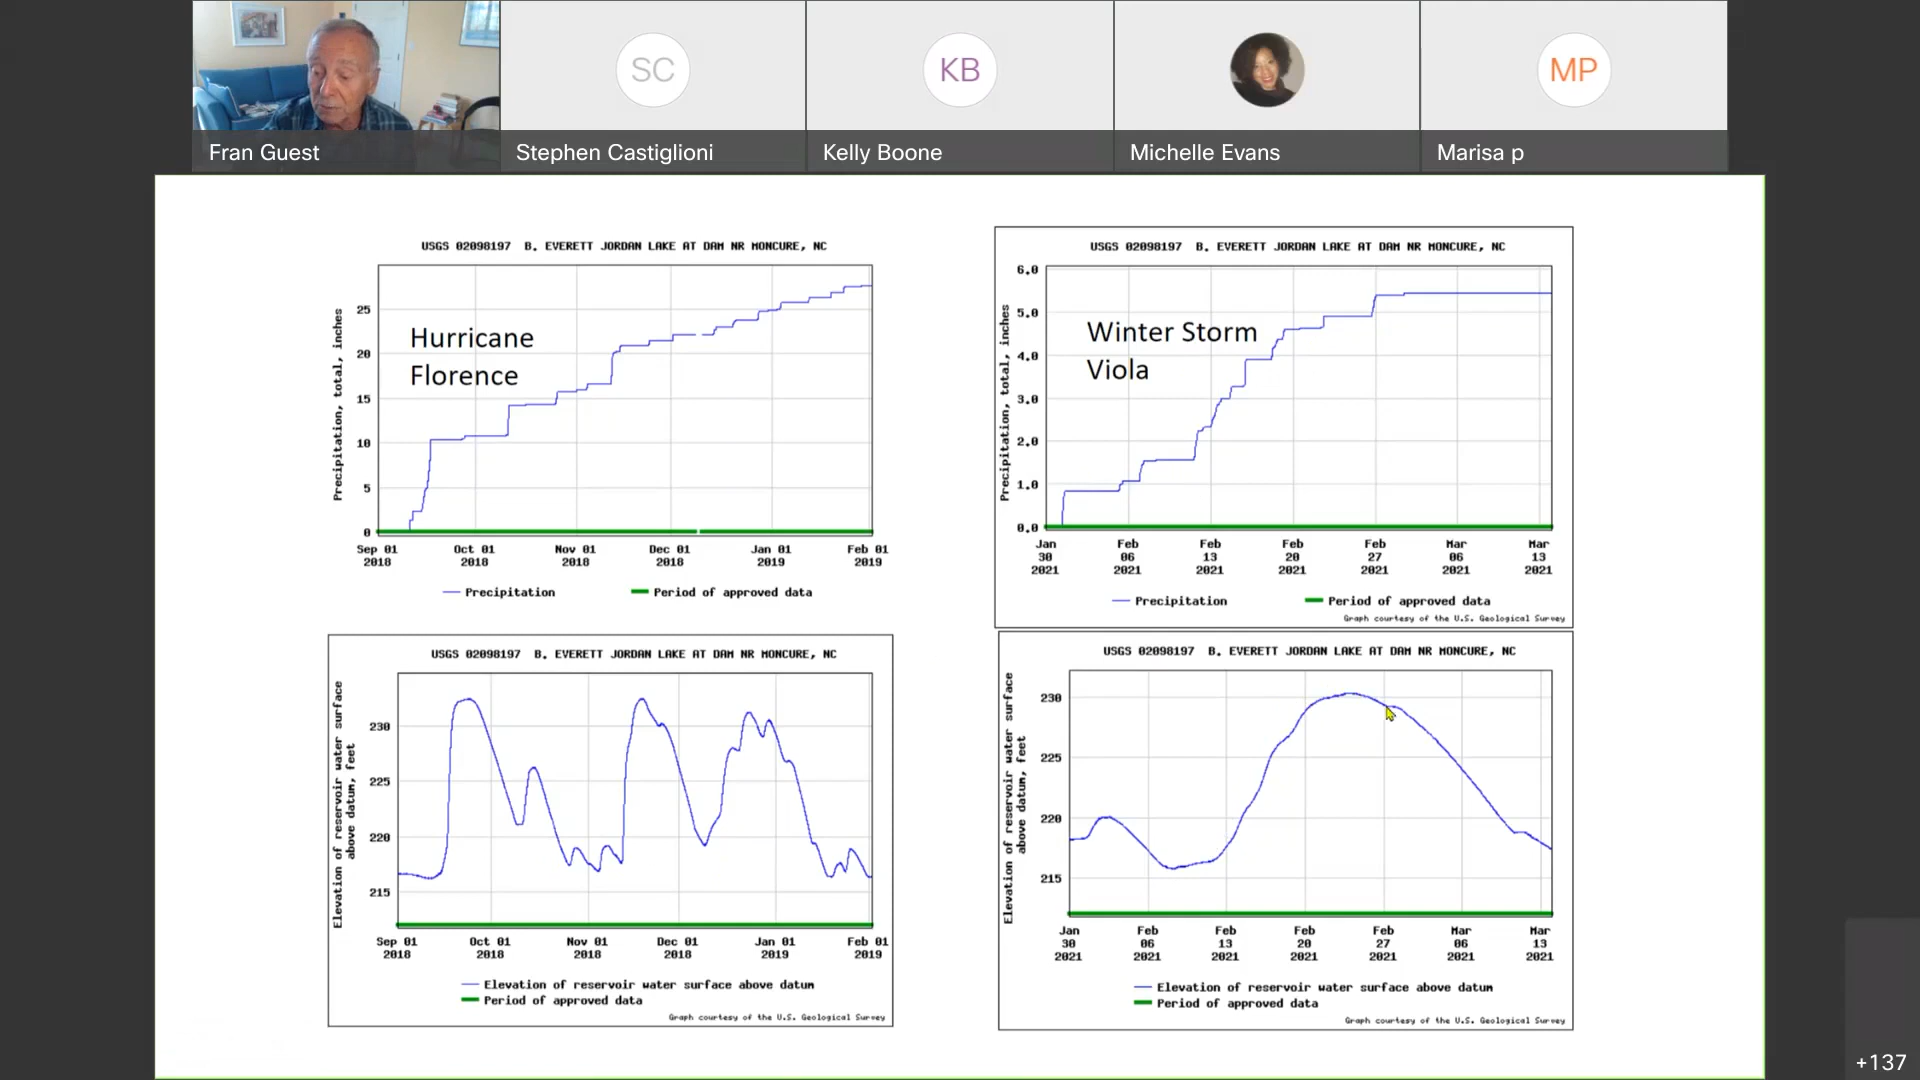 SC
KB
MP
Fran Guest
Stephen Castiglioni
Kelly Boone
Michelle Evans
Marisa p
USGS 02098197 B. EVERETT JORDAN LAKE AT DAM NR MONCURE, NC
Precipitation, total, inches
25
20
15
10
5
0
Hurricane
Florence
Sep 01 Oct 01 Nov 01 Dec 01 Jan 01 Feb 01
2018 2018 2018 2018 2019 2019
Precipitation Period of approved data
USGS 02098197 B. EVERETT JORDAN LAKE AT DAM NR MONCURE, NC
Precipitation, total, inches
6.0
5.0
4.0
3.0
2.0
1.0
0.0
Winter Storm
Viola
Jan Feb Feb Feb Feb Mar Mar
30 06 13 20 27 06 13
2021 2021 2021 2021 2021 2021 2021
Precipitation Period of approved data
Graph courtesy of the U.S. Geological Survey
USGS 02098197 B. EVERETT JORDAN LAKE AT DAM NR MONCURE, NC
Elevation of reservoir water surface
above datum, feet
230
225
220
215
Sep 01 Oct 01 Nov 01 Dec 01 Jan 01 Feb 01
2018 2018 2018 2018 2019 2019
Elevation of reservoir water surface above datum
Period of approved data
Graph courtesy of the U.S. Geological Survey
USGS 02098197 B. EVERETT JORDAN LAKE AT DAM NR MONCURE, NC
Elevation of reservoir water surface
above datum, feet
230
225
220
215
Jan Feb Feb Feb Feb Mar Mar
30 06 13 20 27 06 13
2021 2021 2021 2021 2021 2021 2021
Elevation of reservoir water surface above datum
Period of approved data
Graph courtesy of the U.S. Geological Survey
+137